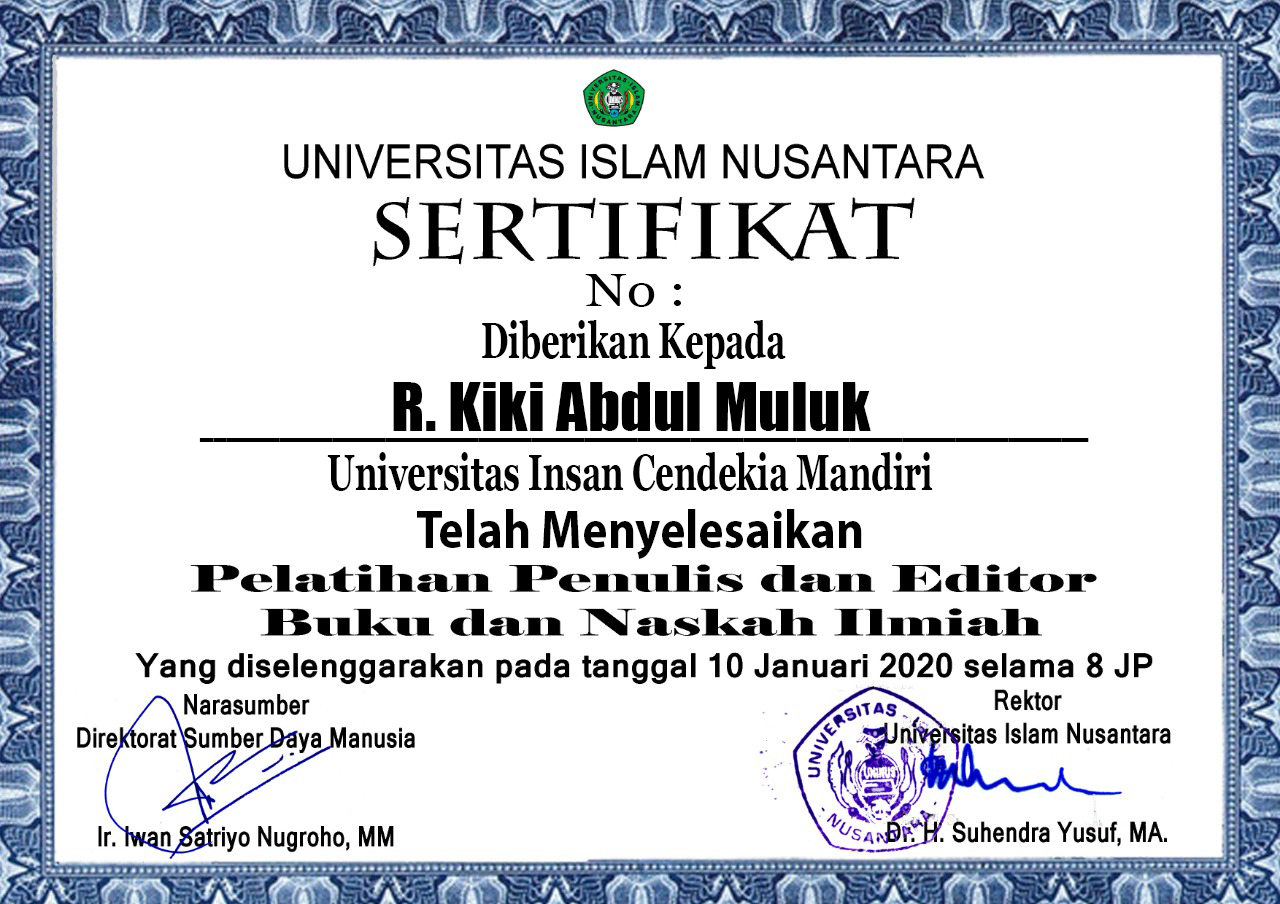 UNIVERSITAS ISLAM NUSANTARA
UNIVERSITAS ISLAM NUSANTARA
SERTIFIKAT
No :
Diberikan Kepada
R. Kiki Abdul Muluk
Universitas Insan Cendekia Mandiri
Telah Menyelesaikan
Pelatihan Penulis dan Editor
Buku dan Naskah Ilmiah
Yang diselenggarakan pada tanggal 10 Januari 2020 selama 8 JP
Narasumber
Direktorat Sumber Daya Manusia
Ir. Iwan Satriyo Nugroho, MM
Rektor
Universitas Islam Nusantara
UNIVERSITAS
UNINUS
NUSANTARA
Dr. H. Suhendra Yusuf, MA.